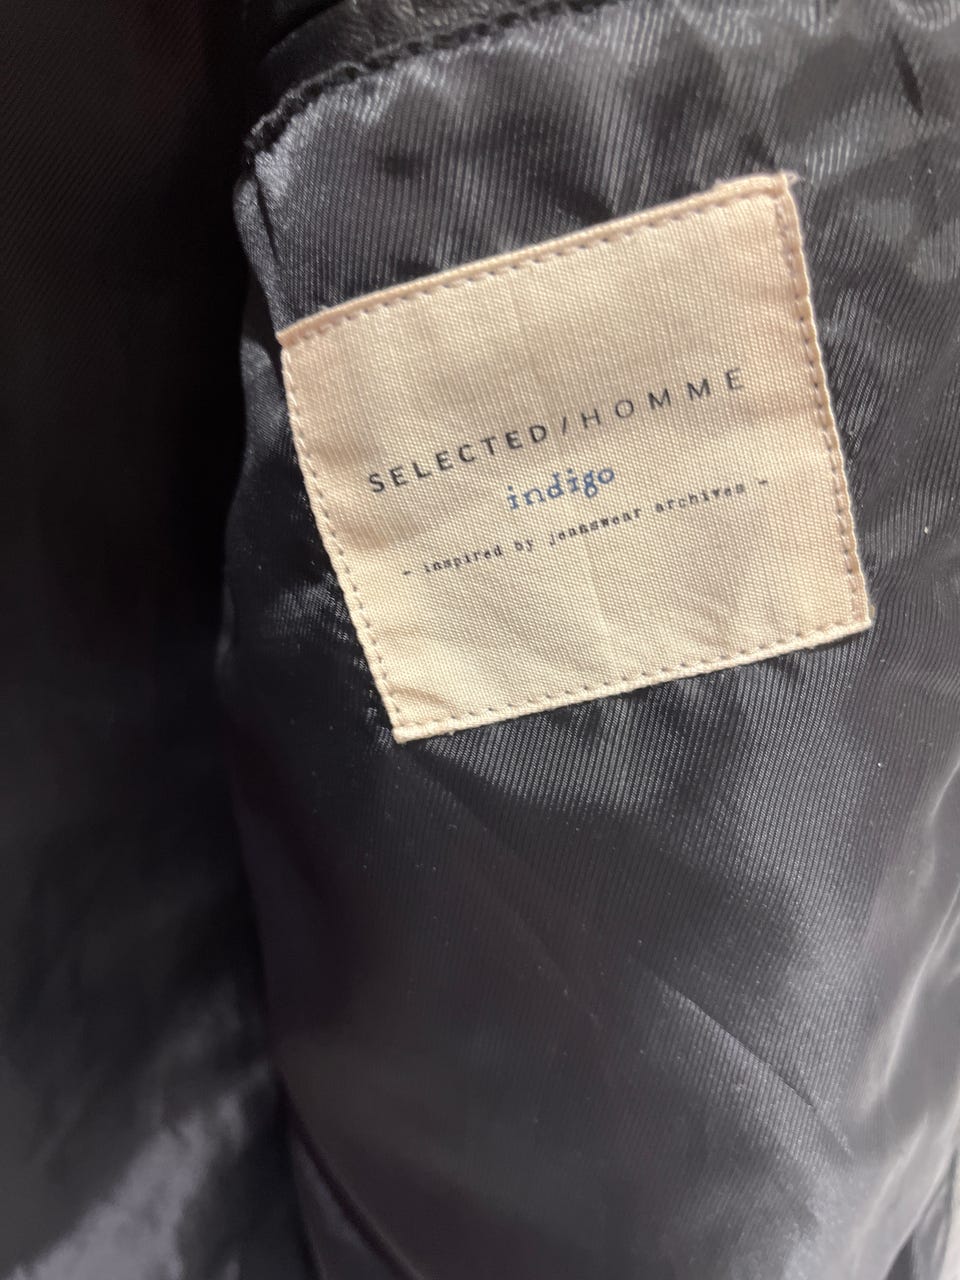 SELECTED/HOMME
indigo
- inspired by jeanswear archives -